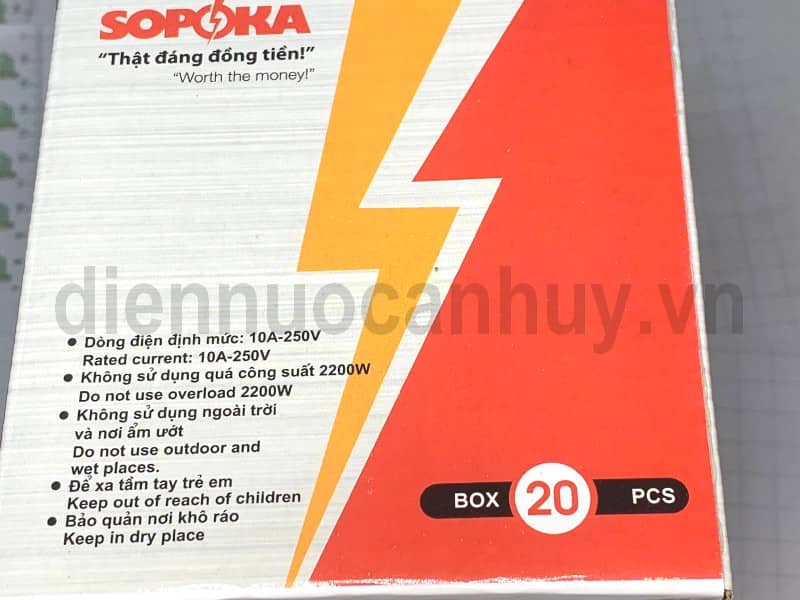 SOPOKA
“Thật đáng đồng tiền!”
“Worth the money!”
diennuocanhuy.vn
• Dòng điện định mức: 10A-250V
Rated current: 10A-250V
• Không sử dụng quá công suất 2200W
Do not use overload 2200W
• Không sử dụng ngoài trời
và nơi ẩm ướt
Do not use outdoor and
wet places.
• Để xa tầm tay trẻ em
Keep out of reach of children
• Bảo quản nơi khô ráo
Keep in dry place
BOX 20 PCS